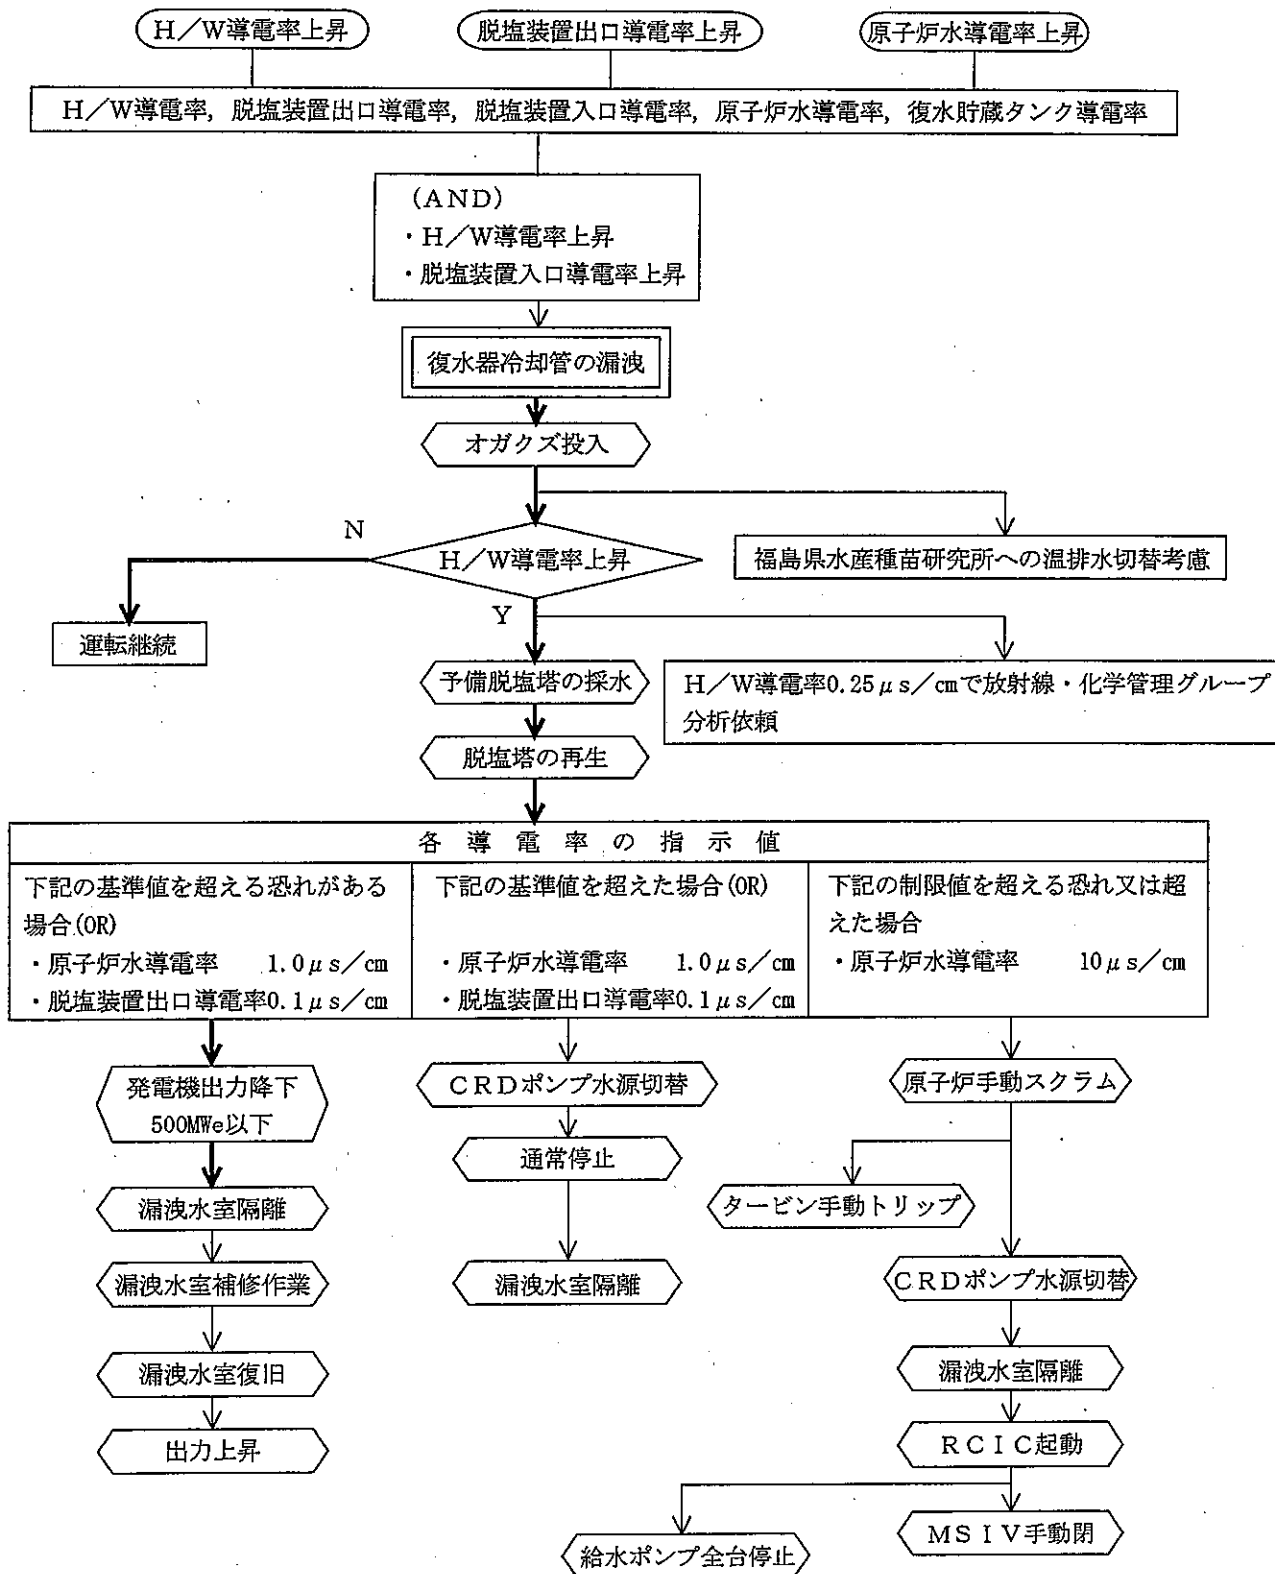 H／W導電率上昇
脱塩装置出口導電率上昇
原子炉水導電率上昇
H／W導電率，脱塩装置出口導電率，脱塩装置入口導電率，原子炉水導電率，復水貯蔵タンク導電率
(AND)
・H／W導電率上昇
・脱塩装置入口導電率上昇
復水器冷却管の漏洩
オガクズ投入
N
H／W導電率上昇
福島県水産種苗研究所への温排水切替考慮
Y
運転継続
予備脱塩塔の採水
H／W導電率0.25μs／cmで放射線・化学管理グループ
分析依頼
脱塩塔の再生
各導電率の指示値
下記の基準値を超える恐れがある
場合(OR)
・原子炉水導電率 1.0μs／cm
・脱塩装置出口導電率0.1μs／cm
下記の基準値を超えた場合(OR)
・原子炉水導電率 1.0μs／cm
・脱塩装置出口導電率0.1μs／cm
下記の制限値を超える恐れ又は超
えた場合
・原子炉水導電率 10μs／cm
発電機出力降下
500MWe以下
漏洩水室隔離
漏洩水室補修作業
漏洩水室復旧
出力上昇
CRDポンプ水源切替
通常停止
漏洩水室隔離
原子炉手動スクラム
タービン手動トリップ
CRDポンプ水源切替
漏洩水室隔離
RCIC起動
給水ポンプ全台停止
MSIV手動閉